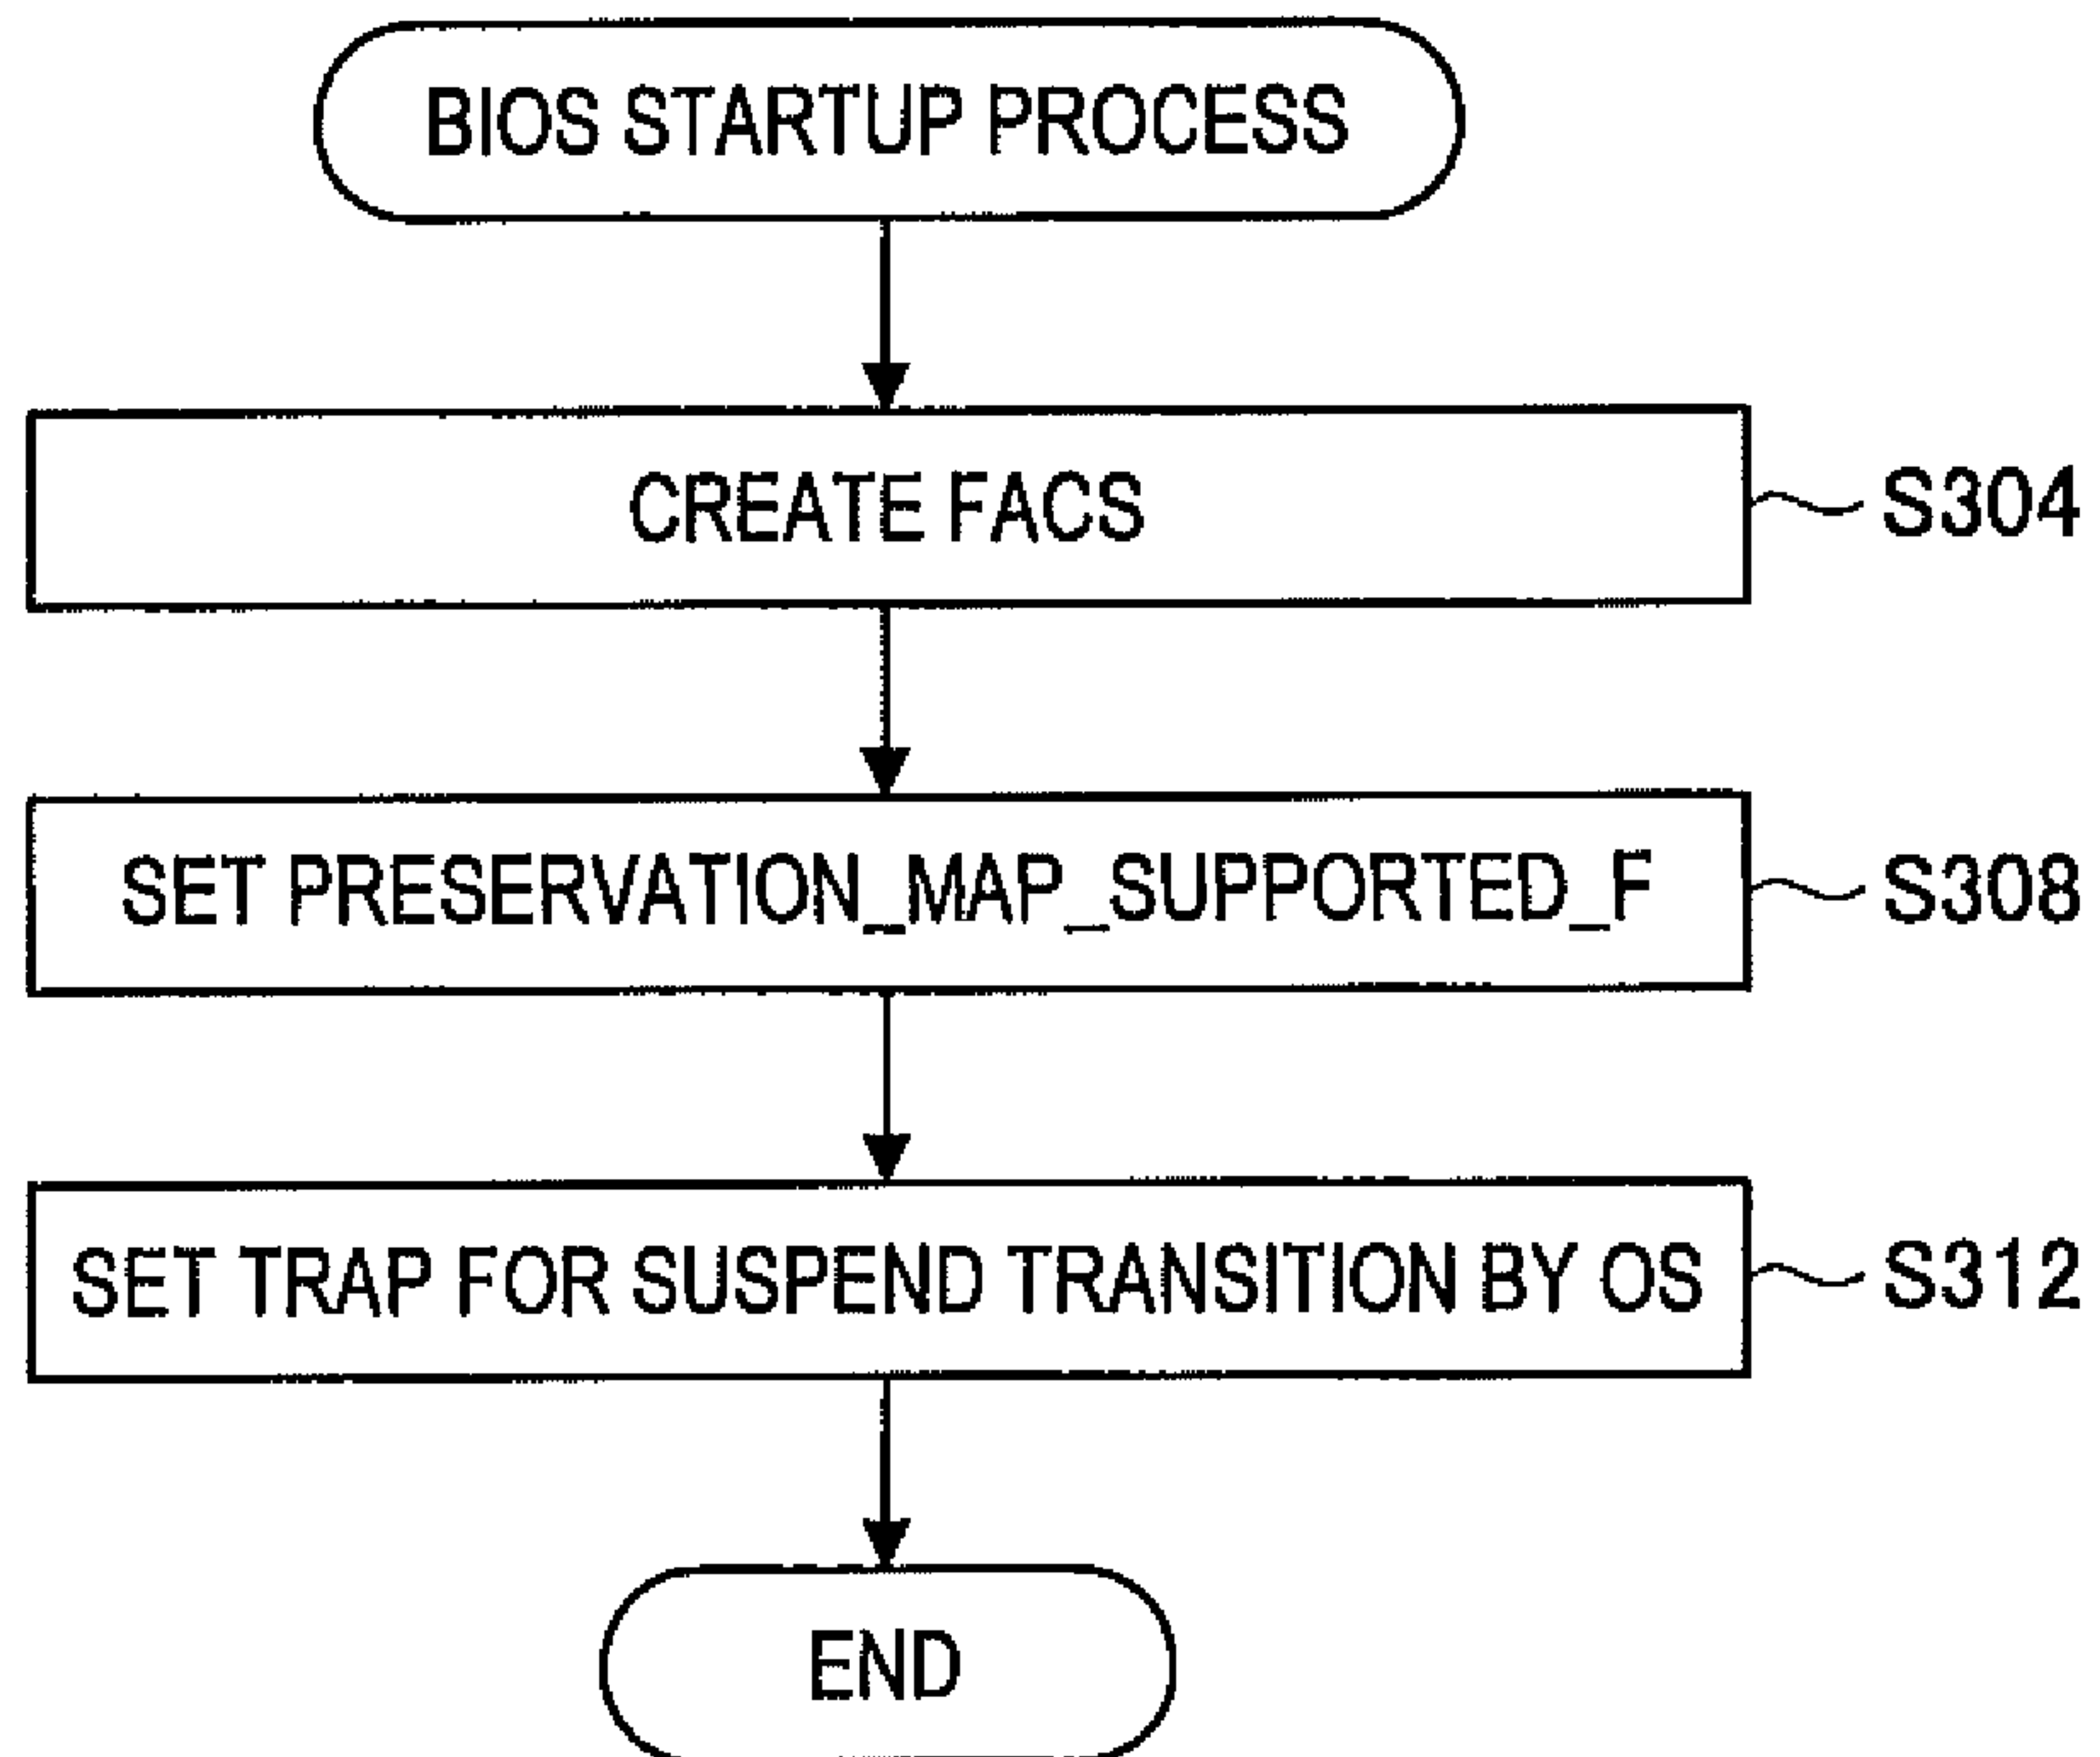 BIOS STARTUP PROCESS
CREATE FACS
S304
SET PRESERVATION_MAP_SUPPORTED_F
S308
SET TRAP FOR SUSPEND TRANSITION BY OS
S312
END